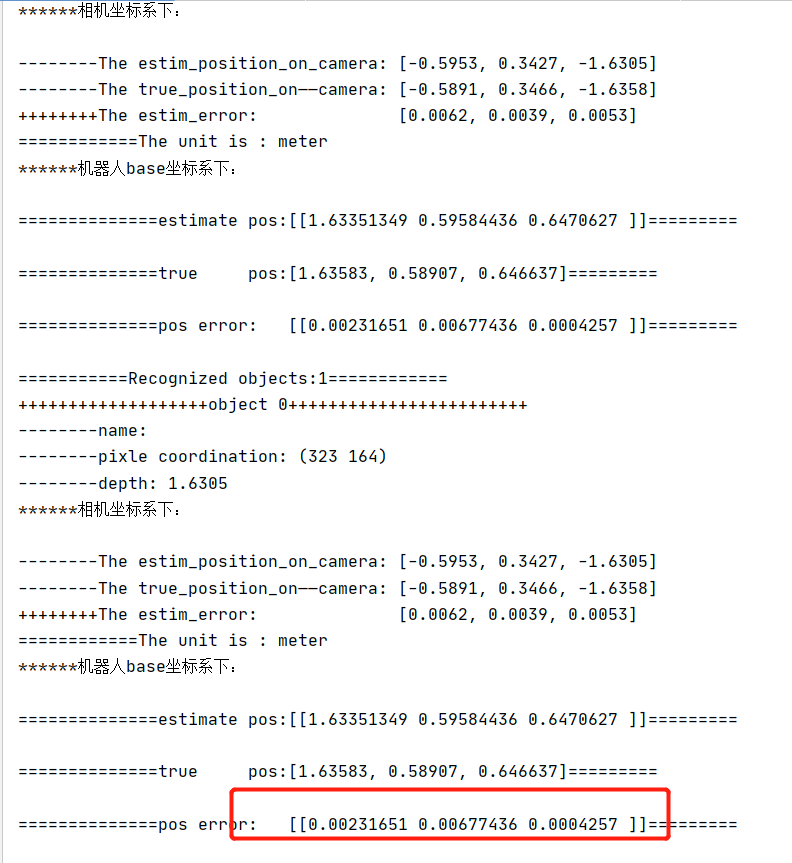 ******相机坐标系下:
--------The estim_position_on_camera: [-0.5953, 0.3427, -1.6305]
--------The true_position_on——camera: [-0.5891, 0.3466, -1.6358]
++++++++The estim_error:              [0.0062, 0.0039, 0.0053]
============The unit is : meter
******机器人base坐标系下:
==============estimate pos:[[1.63351349 0.59584436 0.6470627 ]]=========
==============true     pos:[1.63583, 0.58907, 0.646637]=========
==============pos error:   [[0.00231651 0.00677436 0.0004257 ]]=========
===========Recognized objects:1============
+++++++++++++++++++object 0++++++++++++++++++++++++
--------name:
--------pixle coordination: (323 164)
--------depth: 1.6305
******相机坐标系下:
--------The estim_position_on_camera: [-0.5953, 0.3427, -1.6305]
--------The true_position_on——camera: [-0.5891, 0.3466, -1.6358]
++++++++The estim_error:              [0.0062, 0.0039, 0.0053]
============The unit is : meter
******机器人base坐标系下:
==============estimate pos:[[1.63351349 0.59584436 0.6470627 ]]=========
==============true     pos:[1.63583, 0.58907, 0.646637]=========
==============pos error:   [[0.00231651 0.00677436 0.0004257 ]]=========